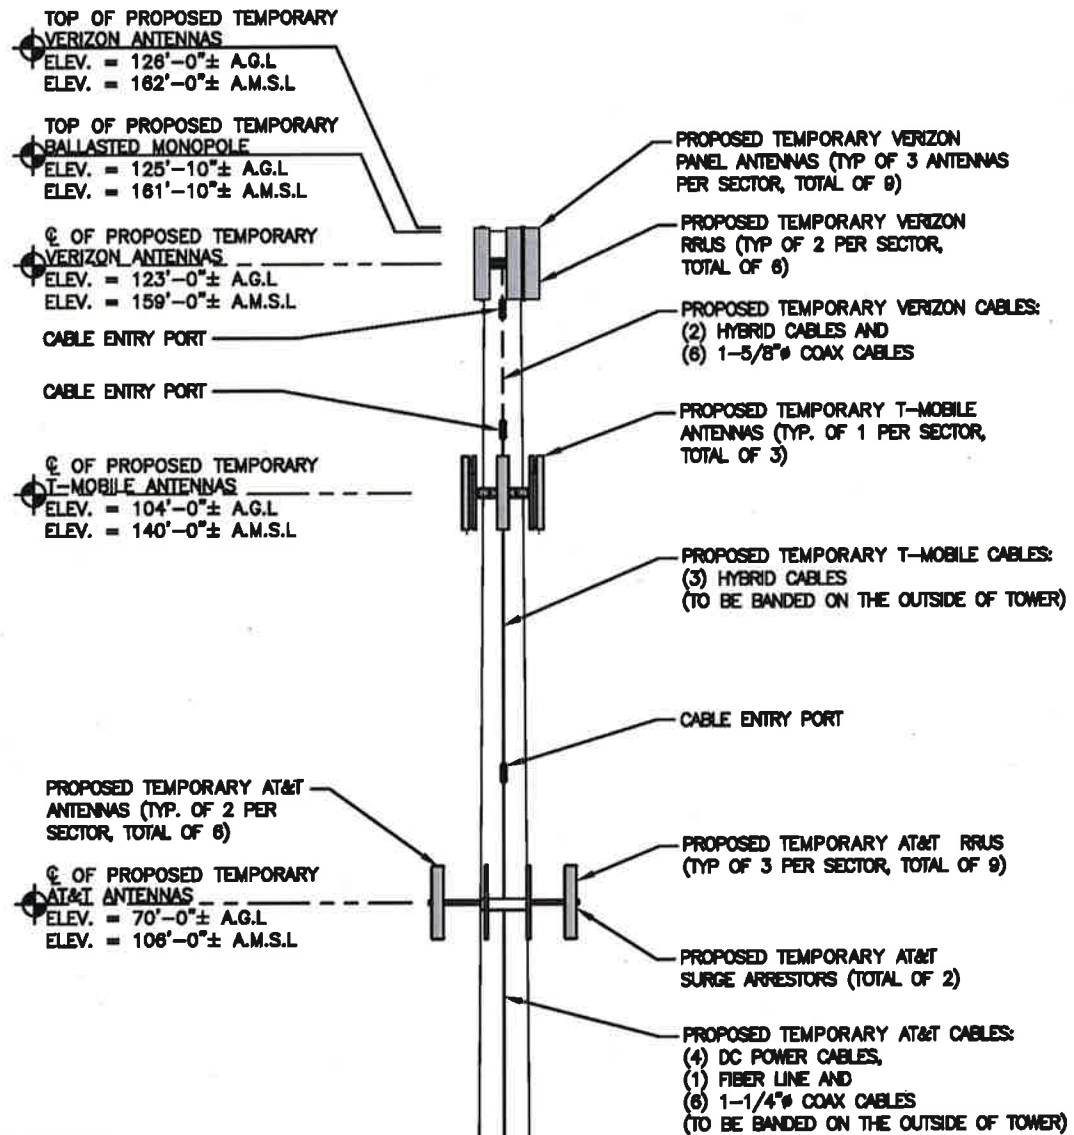 TOP OF PROPOSED TEMPORARY
VERIZON ANTENNAS
ELEV. = 126'-0"± A.G.L
ELEV. = 162'-0"± A.M.S.L
TOP OF PROPOSED TEMPORARY
BALLASTED MONOPOLE
ELEV. = 125'-10"± A.G.L
ELEV. = 161'-10"± A.M.S.L
℄ OF PROPOSED TEMPORARY
VERIZON ANTENNAS
ELEV. = 123'-0"± A.G.L
ELEV. = 159'-0"± A.M.S.L
CABLE ENTRY PORT
CABLE ENTRY PORT
℄ OF PROPOSED TEMPORARY
T-MOBILE ANTENNAS
ELEV. = 104'-0"± A.G.L
ELEV. = 140'-0"± A.M.S.L
PROPOSED TEMPORARY AT&T
ANTENNAS (TYP. OF 2 PER
SECTOR, TOTAL OF 6)
℄ OF PROPOSED TEMPORARY
AT&T ANTENNAS
ELEV. = 70'-0"± A.G.L
ELEV. = 106'-0"± A.M.S.L
PROPOSED TEMPORARY VERIZON
PANEL ANTENNAS (TYP OF 3 ANTENNAS
PER SECTOR, TOTAL OF 9)
PROPOSED TEMPORARY VERIZON
RRUS (TYP OF 2 PER SECTOR,
TOTAL OF 6)
PROPOSED TEMPORARY VERIZON CABLES:
(2) HYBRID CABLES AND
(6) 1-5/8"ø COAX CABLES
PROPOSED TEMPORARY T-MOBILE
ANTENNAS (TYP. OF 1 PER SECTOR,
TOTAL OF 3)
PROPOSED TEMPORARY T-MOBILE CABLES:
(3) HYBRID CABLES
(TO BE BANDED ON THE OUTSIDE OF TOWER)
CABLE ENTRY PORT
PROPOSED TEMPORARY AT&T RRUS
(TYP OF 3 PER SECTOR, TOTAL OF 9)
PROPOSED TEMPORARY AT&T
SURGE ARRESTORS (TOTAL OF 2)
PROPOSED TEMPORARY AT&T CABLES:
(4) DC POWER CABLES,
(1) FIBER LINE AND
(6) 1-1/4"ø COAX CABLES
(TO BE BANDED ON THE OUTSIDE OF TOWER)